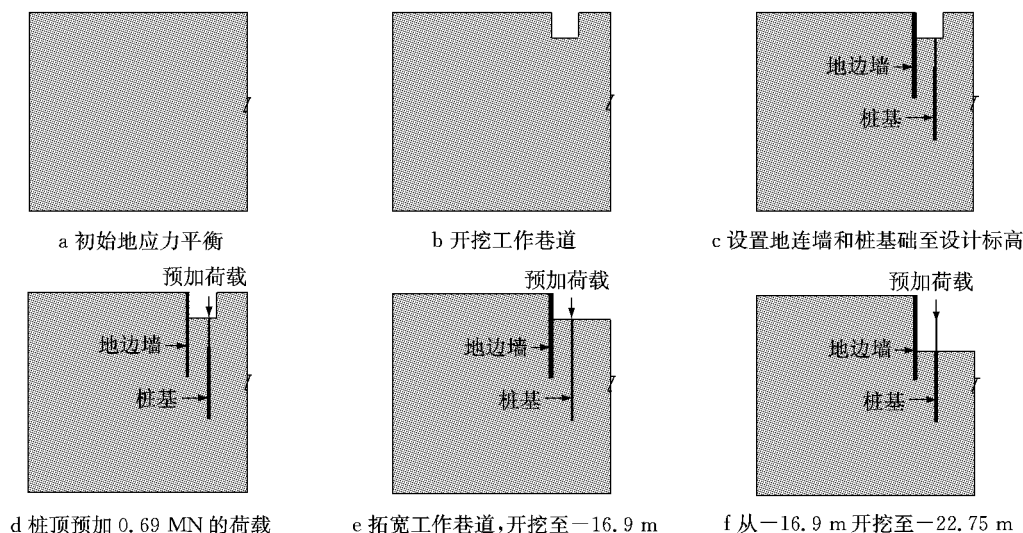 地边墙
桩基
a 初始地应力平衡
b 开挖工作巷道
c 设置地连墙和桩基础至设计标高
预加荷载
地边墙
桩基
预加荷载
地边墙
桩基
预加荷载
地边墙
桩基
d 桩顶预加 0.69 MN 的荷载
e 拓宽工作巷道,开挖至-16.9 m
f 从-16.9 m 开挖至-22.75 m